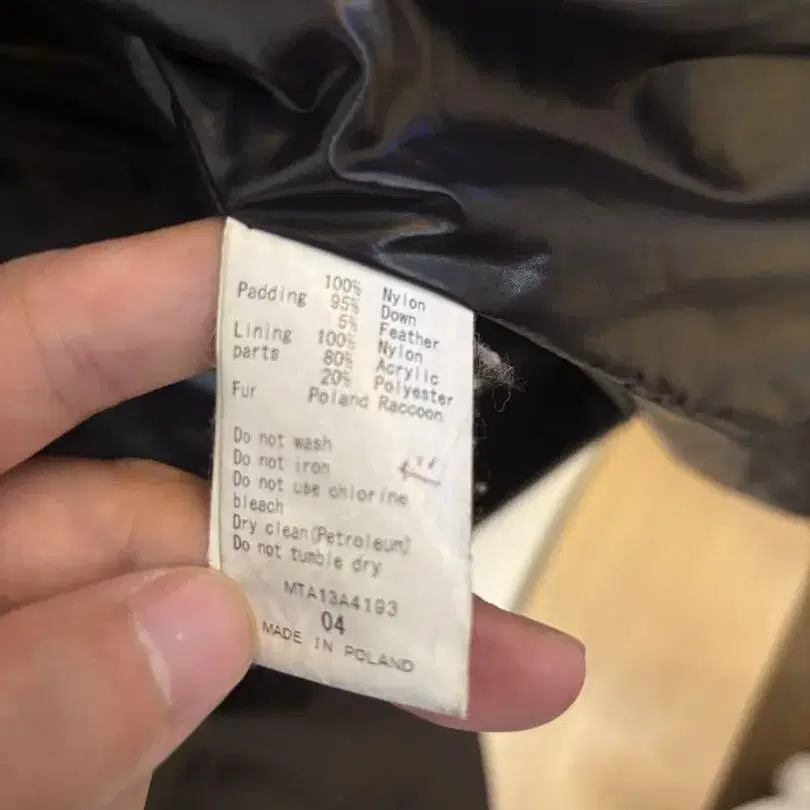 100% Nylon
Padding 95% Down
5% Feather
Lining 100% Nylon
parts 80% Acrylic
20% Polyester
Fur Poland Raccoon
Do not wash
Do not iron
Do not use chlorine
bleach
Dry clean(Petroleum)
Do not tumble dry
MTA13A4193
04
MADE IN POLAND